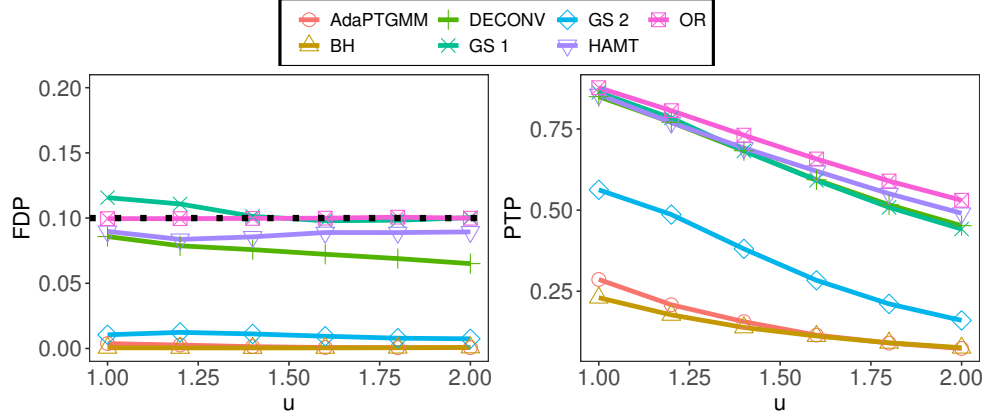 AdaPTGMM DECONV GS 2 OR
BH GS 1 HAMT
FDP
0.20
0.15
0.10
0.05
0.00
1.00 1.25 1.50 1.75 2.00
u
PTP
0.75
0.50
0.25
1.00 1.25 1.50 1.75 2.00
u